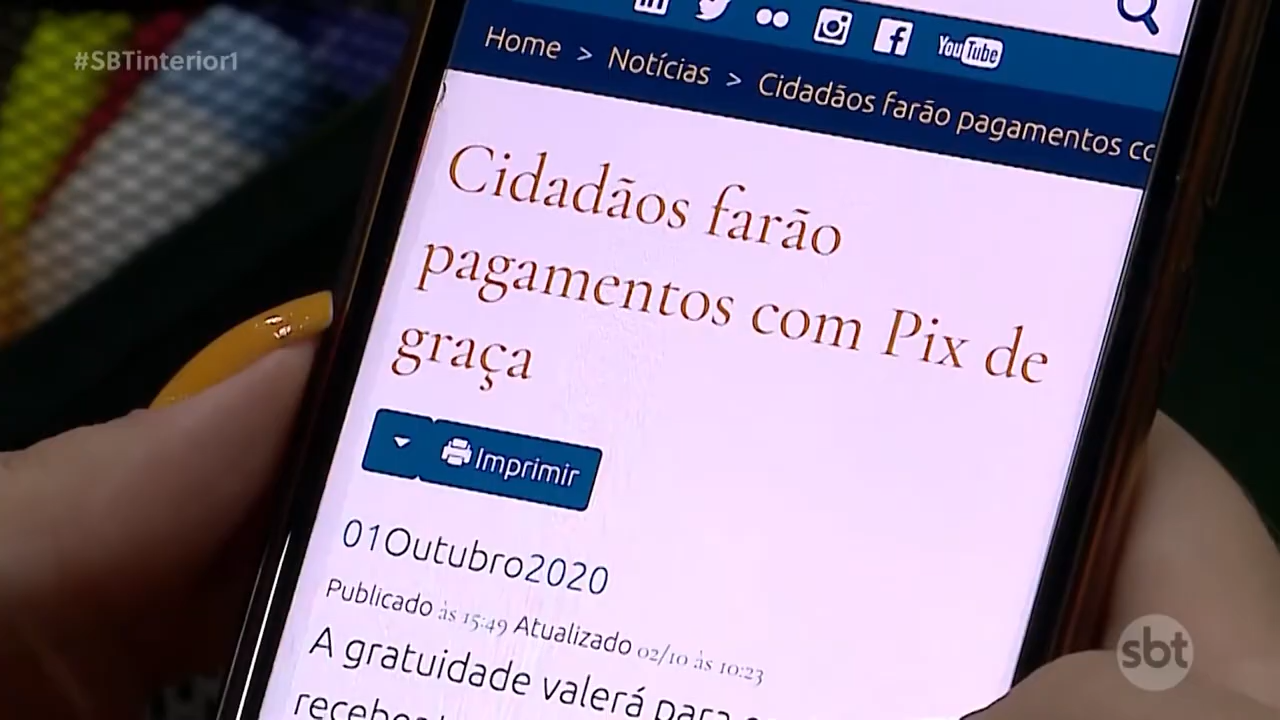 #SBTinterior1
in
f
YouTube
Home > Notícias > Cidadãos farão pagamentos co
Cidadãos farão
pagamentos com Pix de
graça
Imprimir
01Outubro2020
Publicado às 15:49 Atualizado 02/10 às 10:23
A gratuidade valerá para
sbt